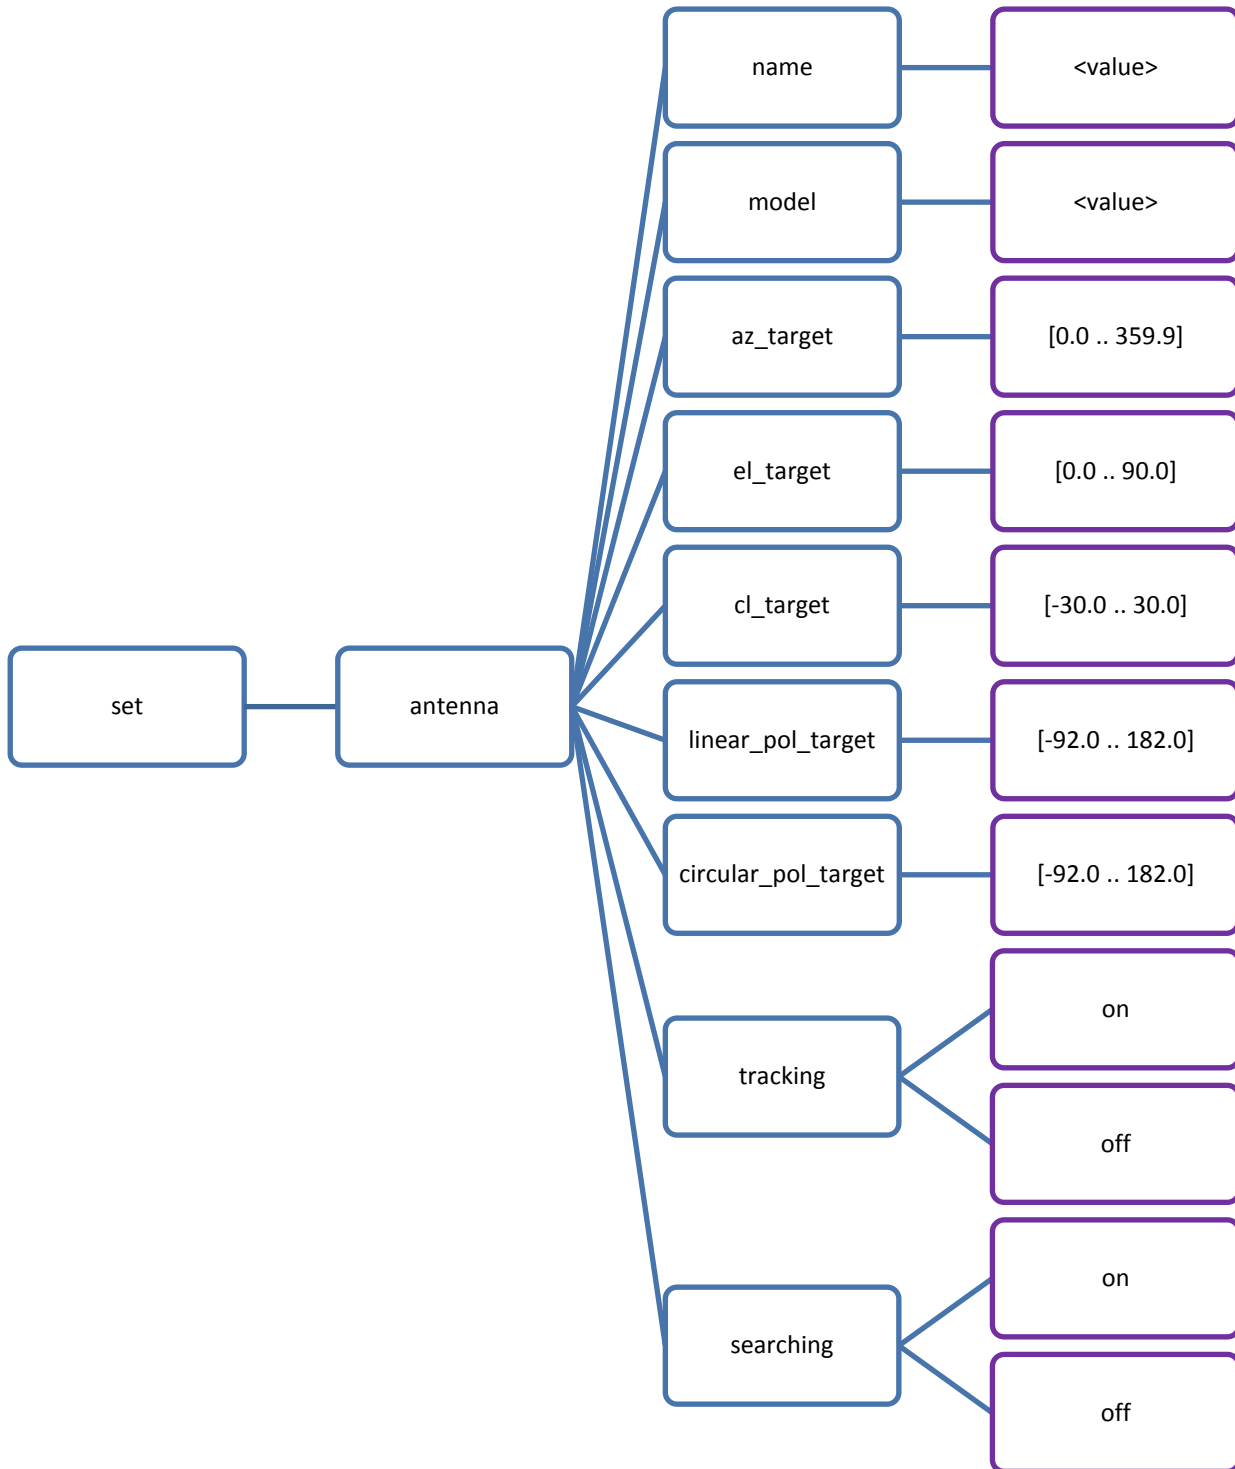 name
<value>
model
<value>
az_target
[0.0 .. 359.9]
el_target
[0.0 .. 90.0]
cl_target
[-30.0 .. 30.0]
set
antenna
linear_pol_target
[-92.0 .. 182.0]
circular_pol_target
[-92.0 .. 182.0]
tracking
on
off
searching
on
off